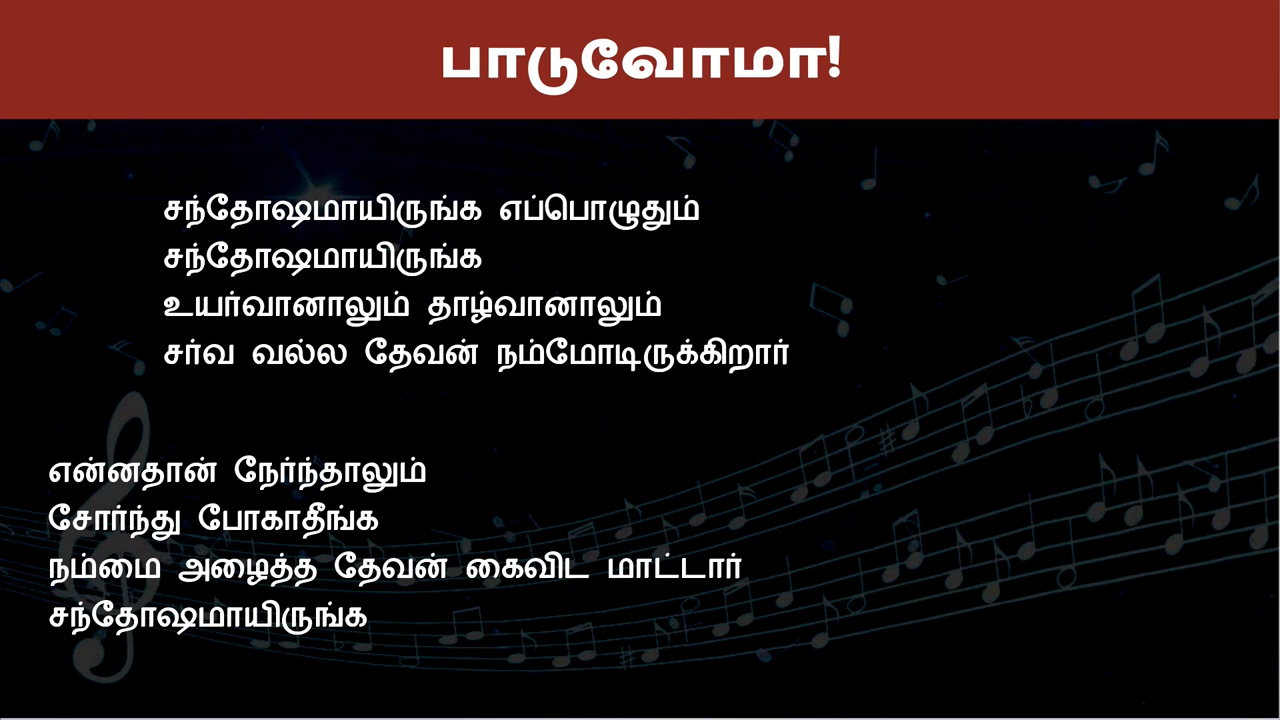 பாடுவோமா!
சந்தோஷமாயிருங்க எப்பொழுதும்
சந்தோஷமாயிருங்க
உயர்வானாலும் தாழ்வானாலும்
சர்வ வல்ல தேவன் நம்மோடிருக்கிறார்
என்னதான் நேர்ந்தாலும்
சோர்ந்து போகாதீங்க
நம்மை அழைத்த தேவன் கைவிட மாட்டார்
சந்தோஷமாயிருங்க